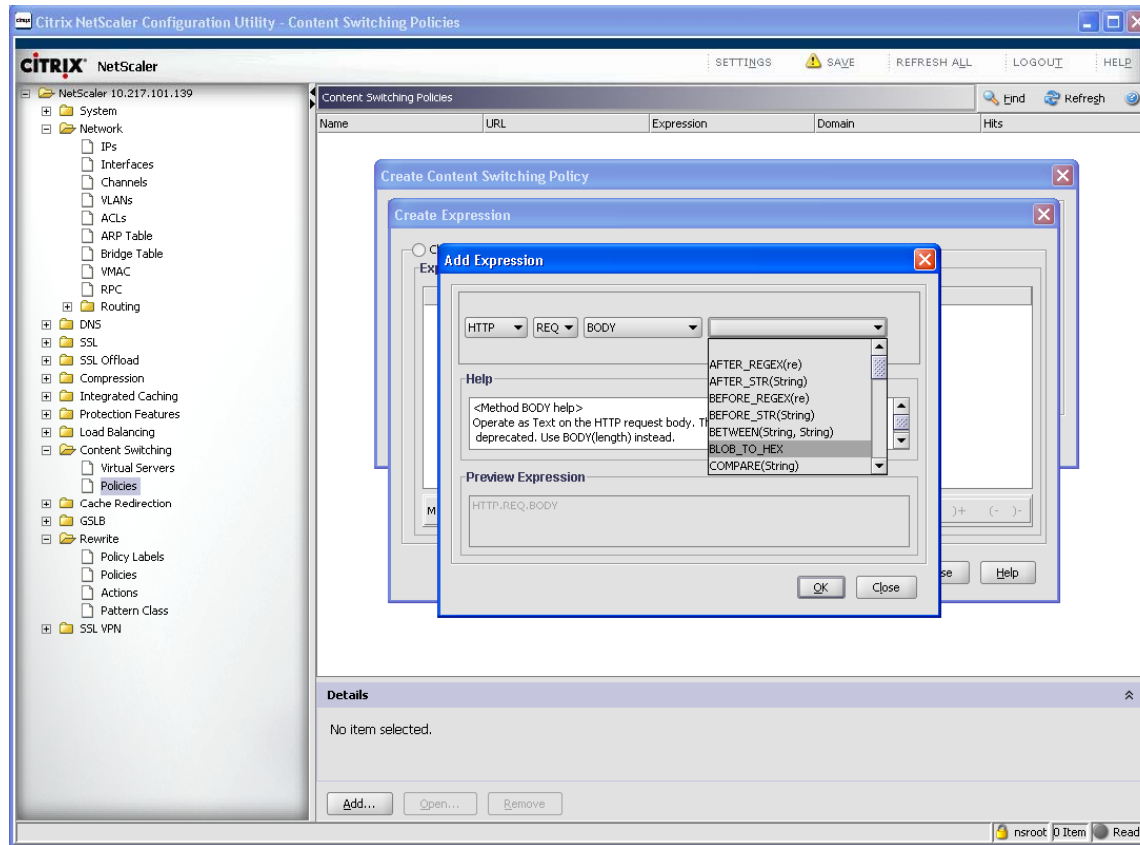 Citrix NetScaler Configuration Utility - Content Switching Policies
CITRIX NetScaler
SETTINGS SAVE REFRESH ALL LOGOUT HELP
NetScaler 10.217.101.139
System
Network
IPs
Interfaces
Channels
VLANs
ACLs
ARP Table
Bridge Table
VMAC
RPC
Routing
DNS
SSL
SSL Offload
Compression
Integrated Caching
Protection Features
Load Balancing
Content Switching
Virtual Servers
Policies
Cache Redirection
GSLB
Rewrite
Policy Labels
Policies
Actions
Pattern Class
SSL VPN
Content Switching Policies Find Refresh
Name URL Expression Domain Hits
Create Content Switching Policy
Create Expression
Add Expression
HTTP REQ BODY
AFTER_REGEX(re)
AFTER_STR(String)
BEFORE_REGEX(re)
BEFORE_STR(String)
BETWEEN(String, String)
BLOB_TO_HEX
COMPARE(String)
Help
<Method BODY help>
Operate as Text on the HTTP request body.
deprecated. Use BODY(length) instead.
Preview Expression
HTTP.REQ.BODY
)+ (- )-
OK Close
Help
Details
No item selected.
Add... Open... Remove
nsroot 0 Item Read